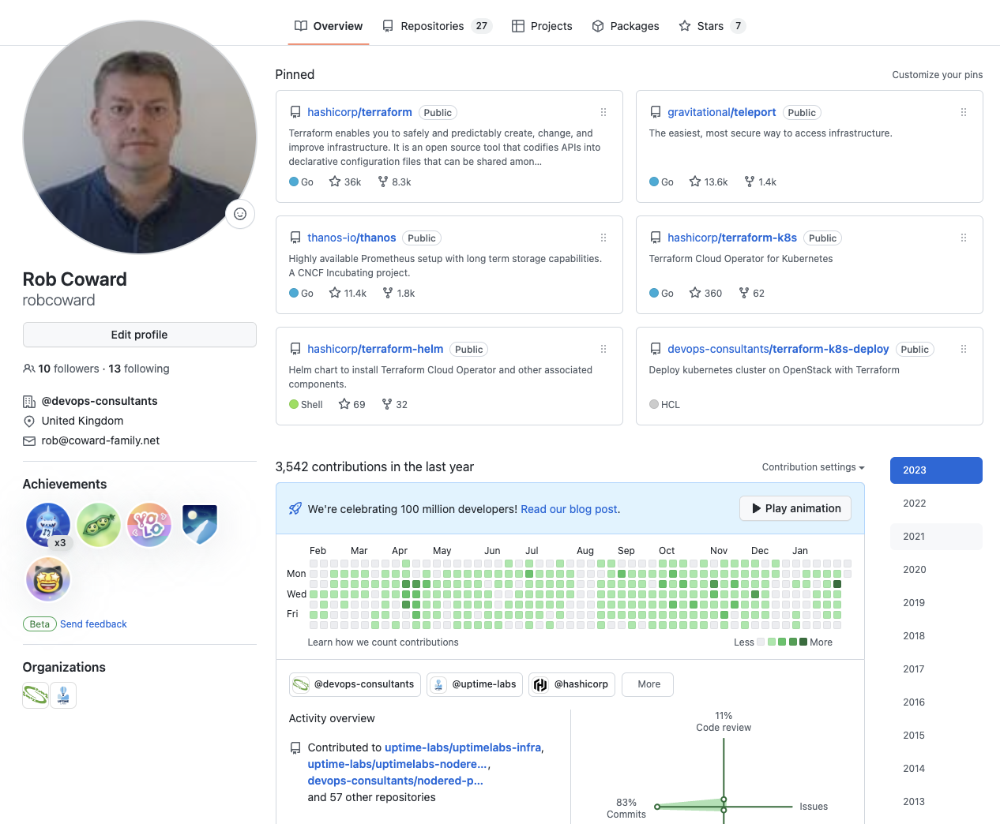 Overview
Repositories 27
Projects
Packages
Stars 7
Rob Coward
robcoward
Edit profile
10 followers · 13 following
@devops-consultants
United Kingdom
rob@coward-family.net
Achievements
YOLO
x3
Beta Send feedback
Organizations
UPTIME
Pinned
Customize your pins
hashicorp/terraform Public
Terraform enables you to safely and predictably create, change, and
improve infrastructure. It is an open source tool that codifies APIs into
declarative configuration files that can be shared amon...
Go 36k 8.3k
gravitational/teleport Public
The easiest, most secure way to access infrastructure.
Go 13.6k 1.4k
thanos-io/thanos Public
Highly available Prometheus setup with long term storage capabilities.
A CNCF Incubating project.
Go 11.4k 1.8k
hashicorp/terraform-k8s Public
Terraform Cloud Operator for Kubernetes
Go 360 62
hashicorp/terraform-helm Public
Helm chart to install Terraform Cloud Operator and other associated
components.
Shell 69 32
devops-consultants/terraform-k8s-deploy Public
Deploy kubernetes cluster on OpenStack with Terraform
HCL
3,542 contributions in the last year
Contribution settings
We're celebrating 100 million developers! Read our blog post.
Play animation
Feb Mar Apr May Jun Jul Aug Sep Oct Nov Dec Jan
Mon
Wed
Fri
Learn how we count contributions
Less More
@devops-consultants
@uptime-labs
@hashicorp
More
Activity overview
Contributed to uptime-labs/uptimelabs-infra,
uptime-labs/uptimelabs-nodere...,
devops-consultants/nodered-p...
and 57 other repositories
11%
Code review
83%
Commits
Issues
2023
2022
2021
2020
2019
2018
2017
2016
2015
2014
2013